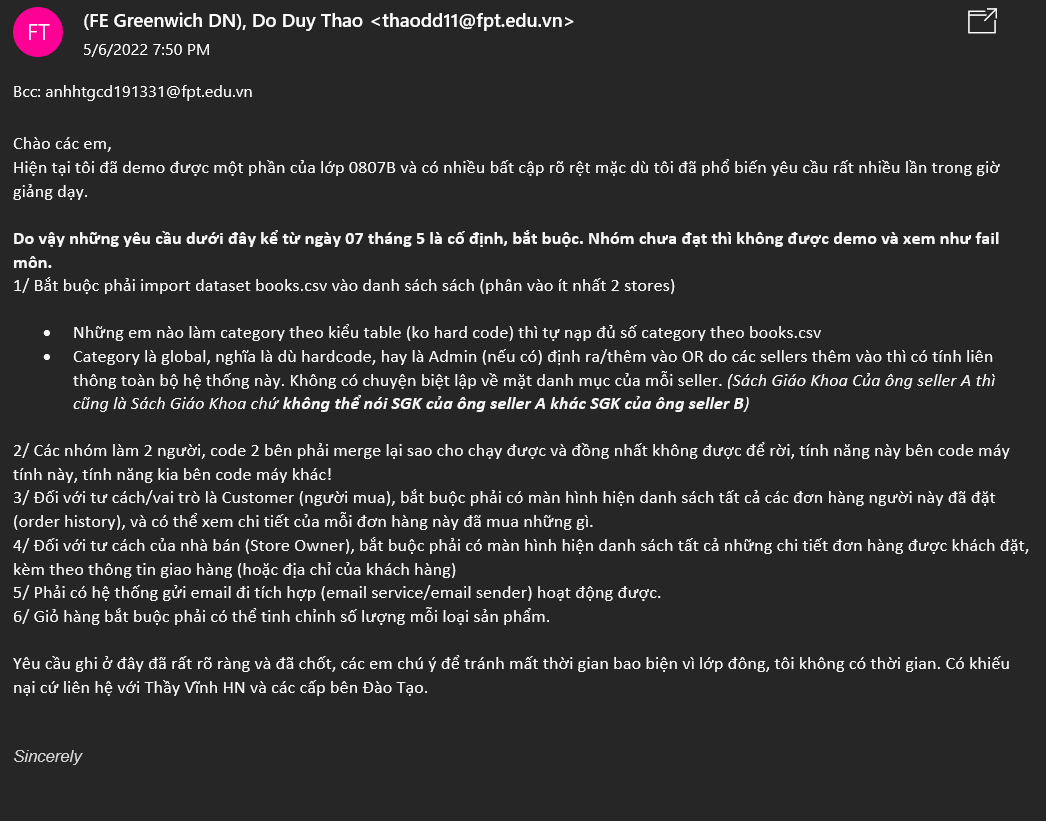 FT
(FE Greenwich DN), Do Duy Thao <thaodd11@fpt.edu.vn>
5/6/2022 7:50 PM
Bcc: anhhtgcd191331@fpt.edu.vn
Chào các em,
Hiện tại tôi đã demo được một phần của lớp 0807B và có nhiều bất cập rõ rệt mặc dù tôi đã phổ biến yêu cầu rất nhiều lần trong giờ
giảng dạy.
Do vậy những yêu cầu dưới đây kể từ ngày 07 tháng 5 là cố định, bắt buộc. Nhóm chưa đạt thì không được demo và xem như fail
môn.
1/ Bắt buộc phải import dataset books.csv vào danh sách sách (phân vào ít nhất 2 stores)
• Những em nào làm category theo kiểu table (ko hard code) thì tự nạp đủ số category theo books.csv
• Category là global, nghĩa là dù hardcode, hay là Admin (nếu có) định ra/thêm vào OR do các sellers thêm vào thì có tính liên
thông toàn bộ hệ thống này. Không có chuyện biệt lập về mặt danh mục của mỗi seller. (Sách Giáo Khoa Của ông seller A thì
cũng là Sách Giáo Khoa chứ không thể nói SGK của ông seller A khác SGK của ông seller B)
2/ Các nhóm làm 2 người, code 2 bên phải merge lại sao cho chạy được và đồng nhất không được để rời, tính năng này bên code máy
tính này, tính năng kia bên code máy khác!
3/ Đối với tư cách/vai trò là Customer (người mua), bắt buộc phải có màn hình hiện danh sách tất cả các đơn hàng người này đã đặt
(order history), và có thể xem chi tiết của mỗi đơn hàng này đã mua những gì.
4/ Đối với tư cách của nhà bán (Store Owner), bắt buộc phải có màn hình hiện danh sách tất cả những chi tiết đơn hàng được khách đặt,
kèm theo thông tin giao hàng (hoặc địa chỉ của khách hàng)
5/ Phải có hệ thống gửi email đi tích hợp (email service/email sender) hoạt động được.
6/ Giỏ hàng bắt buộc phải có thể tinh chỉnh số lượng mỗi loại sản phẩm.
Yêu cầu ghi ở đây đã rất rõ ràng và đã chốt, các em chú ý để tránh mất thời gian bao biện vì lớp đông, tôi không có thời gian. Có khiếu
nại cứ liên hệ với Thầy Vĩnh HN và các cấp bên Đào Tạo.
Sincerely